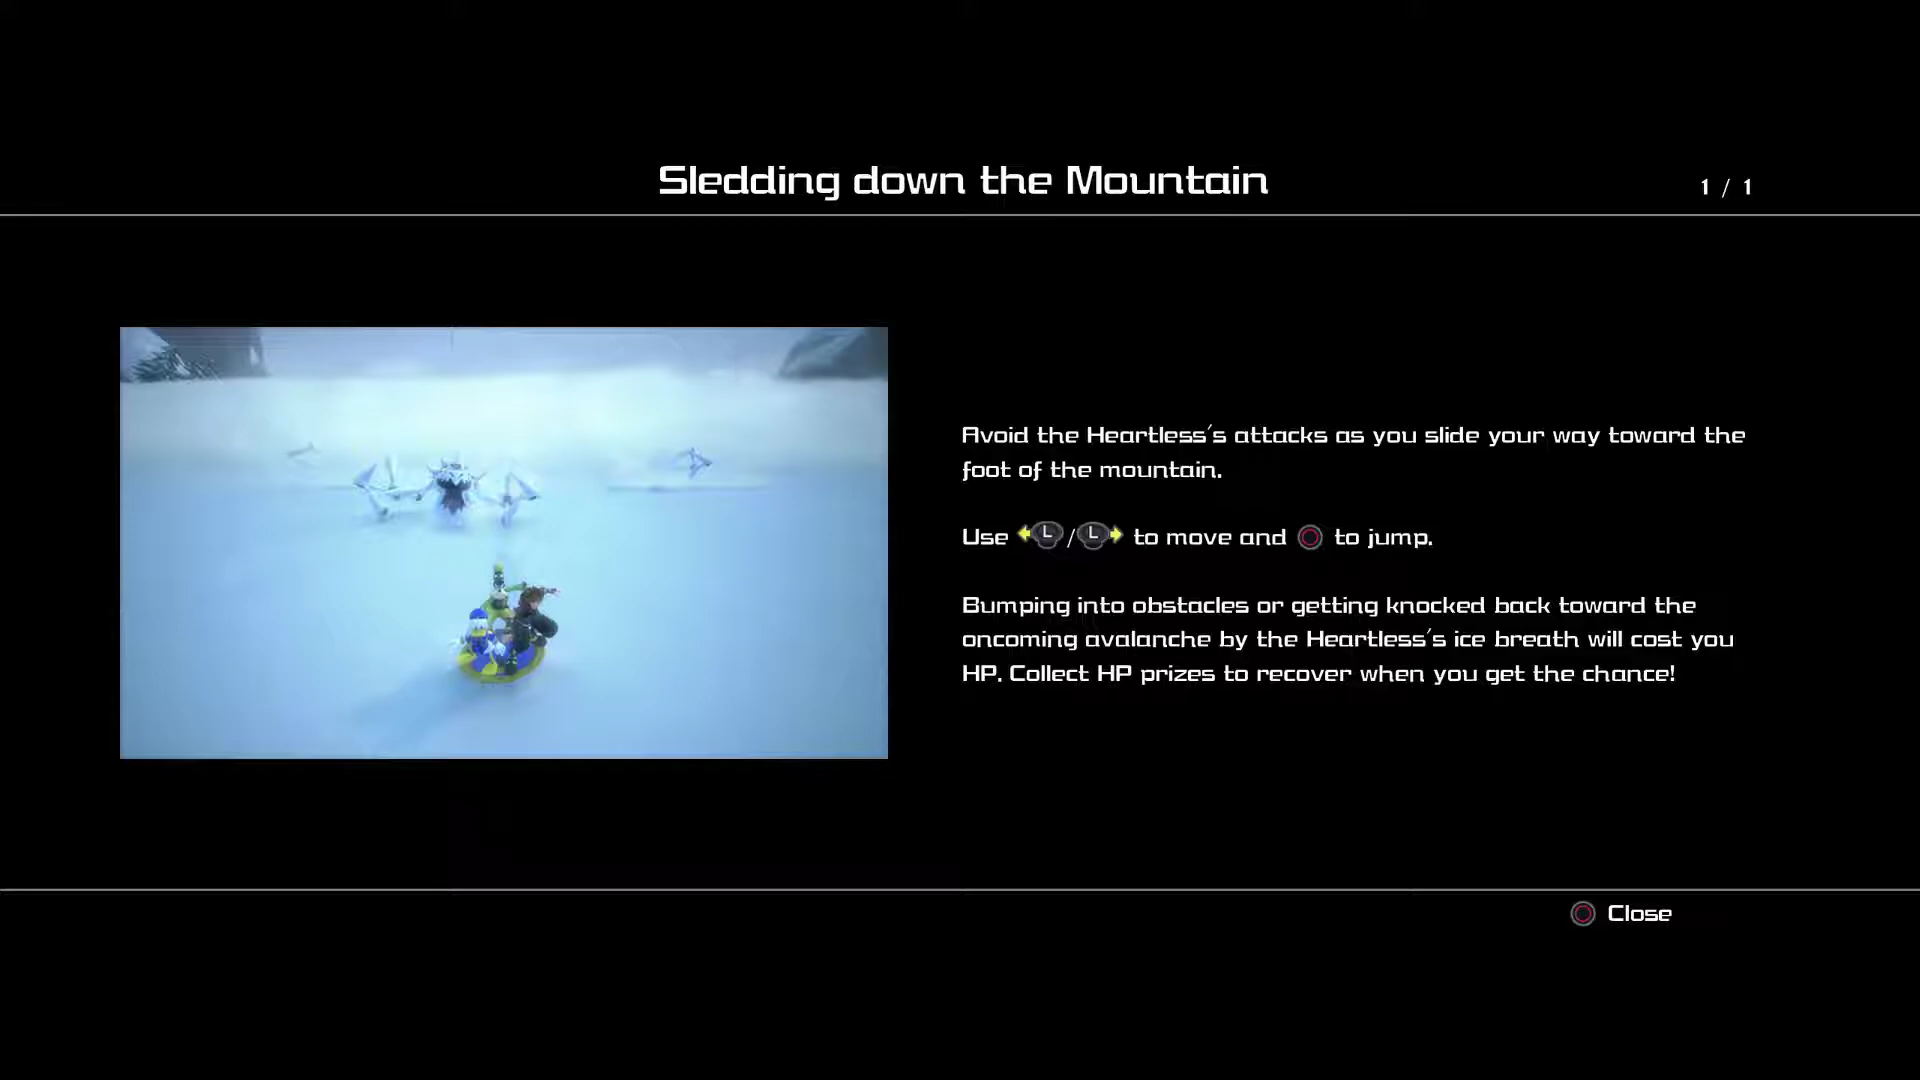 Sledding down the Mountain
1 / 1
Avoid the Heartless's attacks as you slide your way toward the
foot of the mountain.
Use L/L to move and to jump.
Bumping into obstacles or getting knocked back toward the
oncoming avalanche by the Heartless's ice breath will cost you
HP. Collect HP prizes to recover when you get the chance!
Close